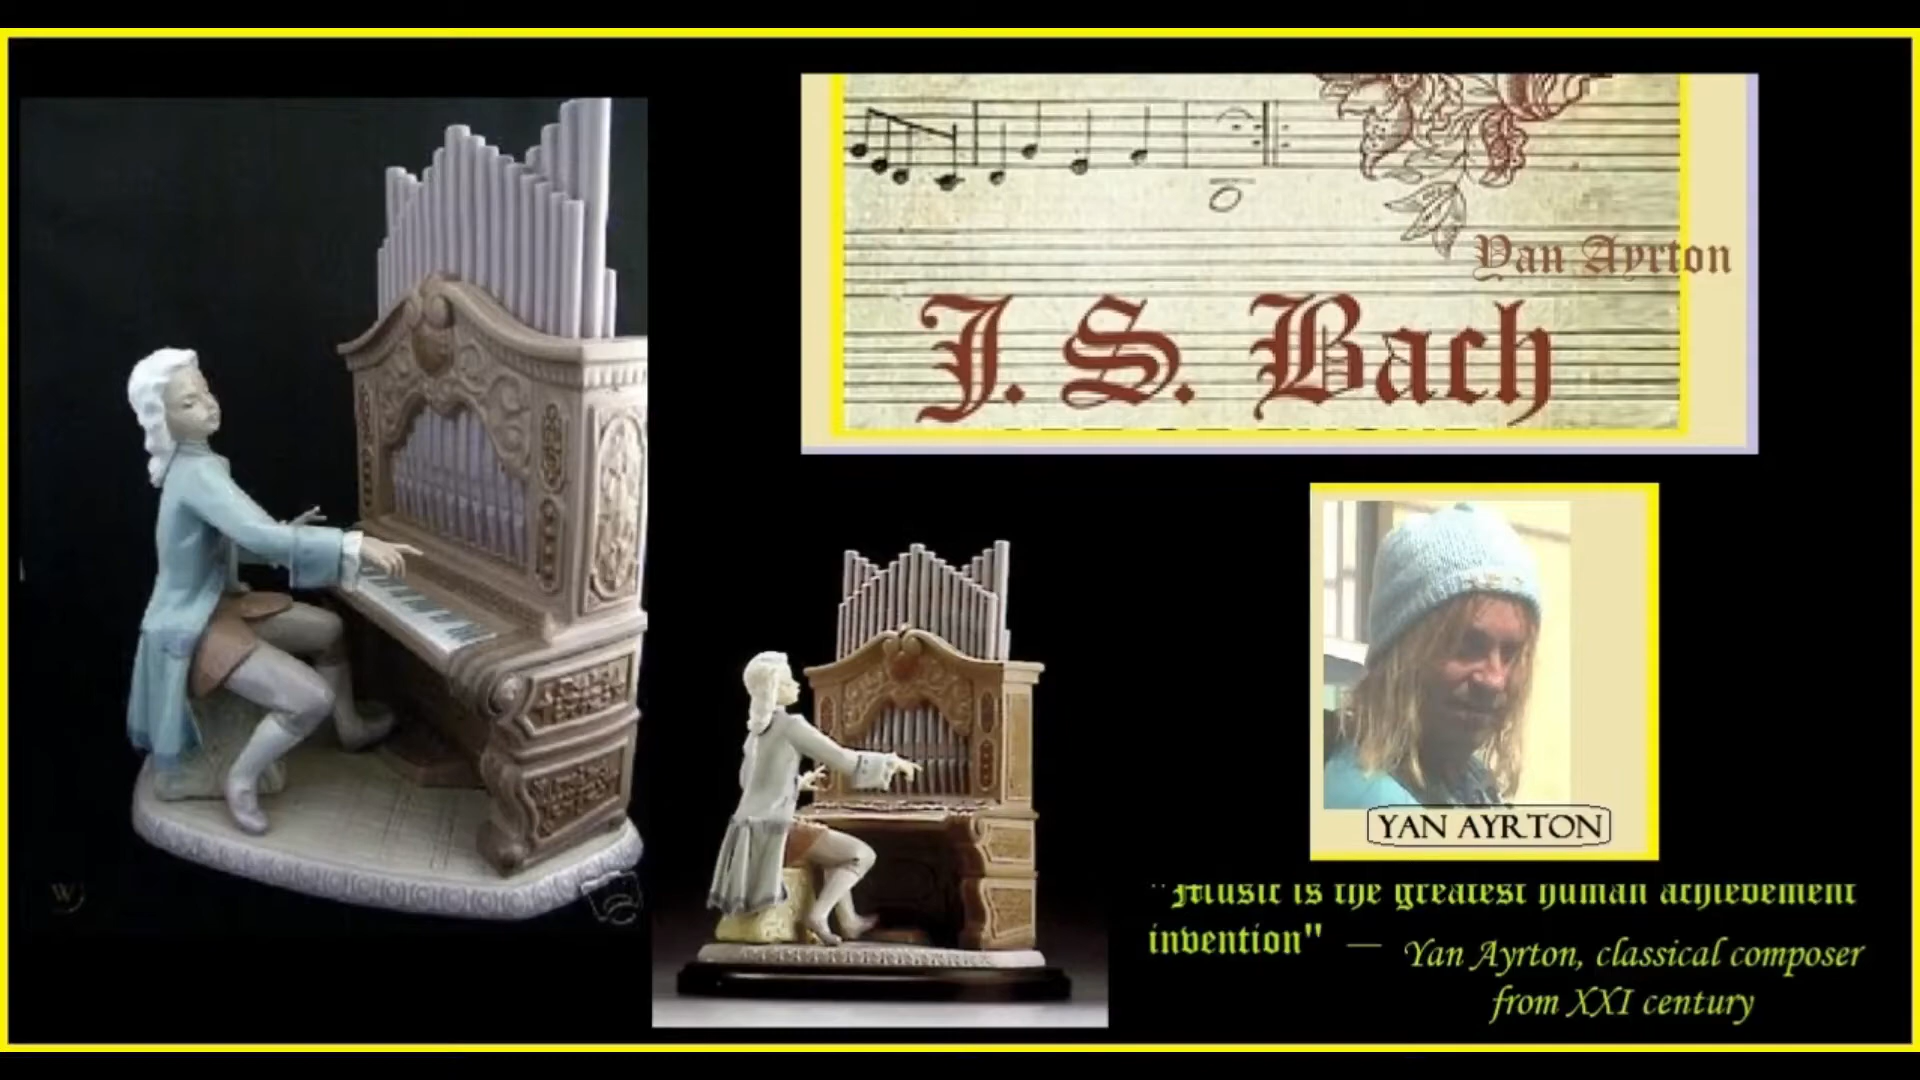 Yan Ayrton
J. S. Bach
YAN AYRTON
"Music is the greatest human achievement
invention" — Yan Ayrton, classical composer
from XXI century
W